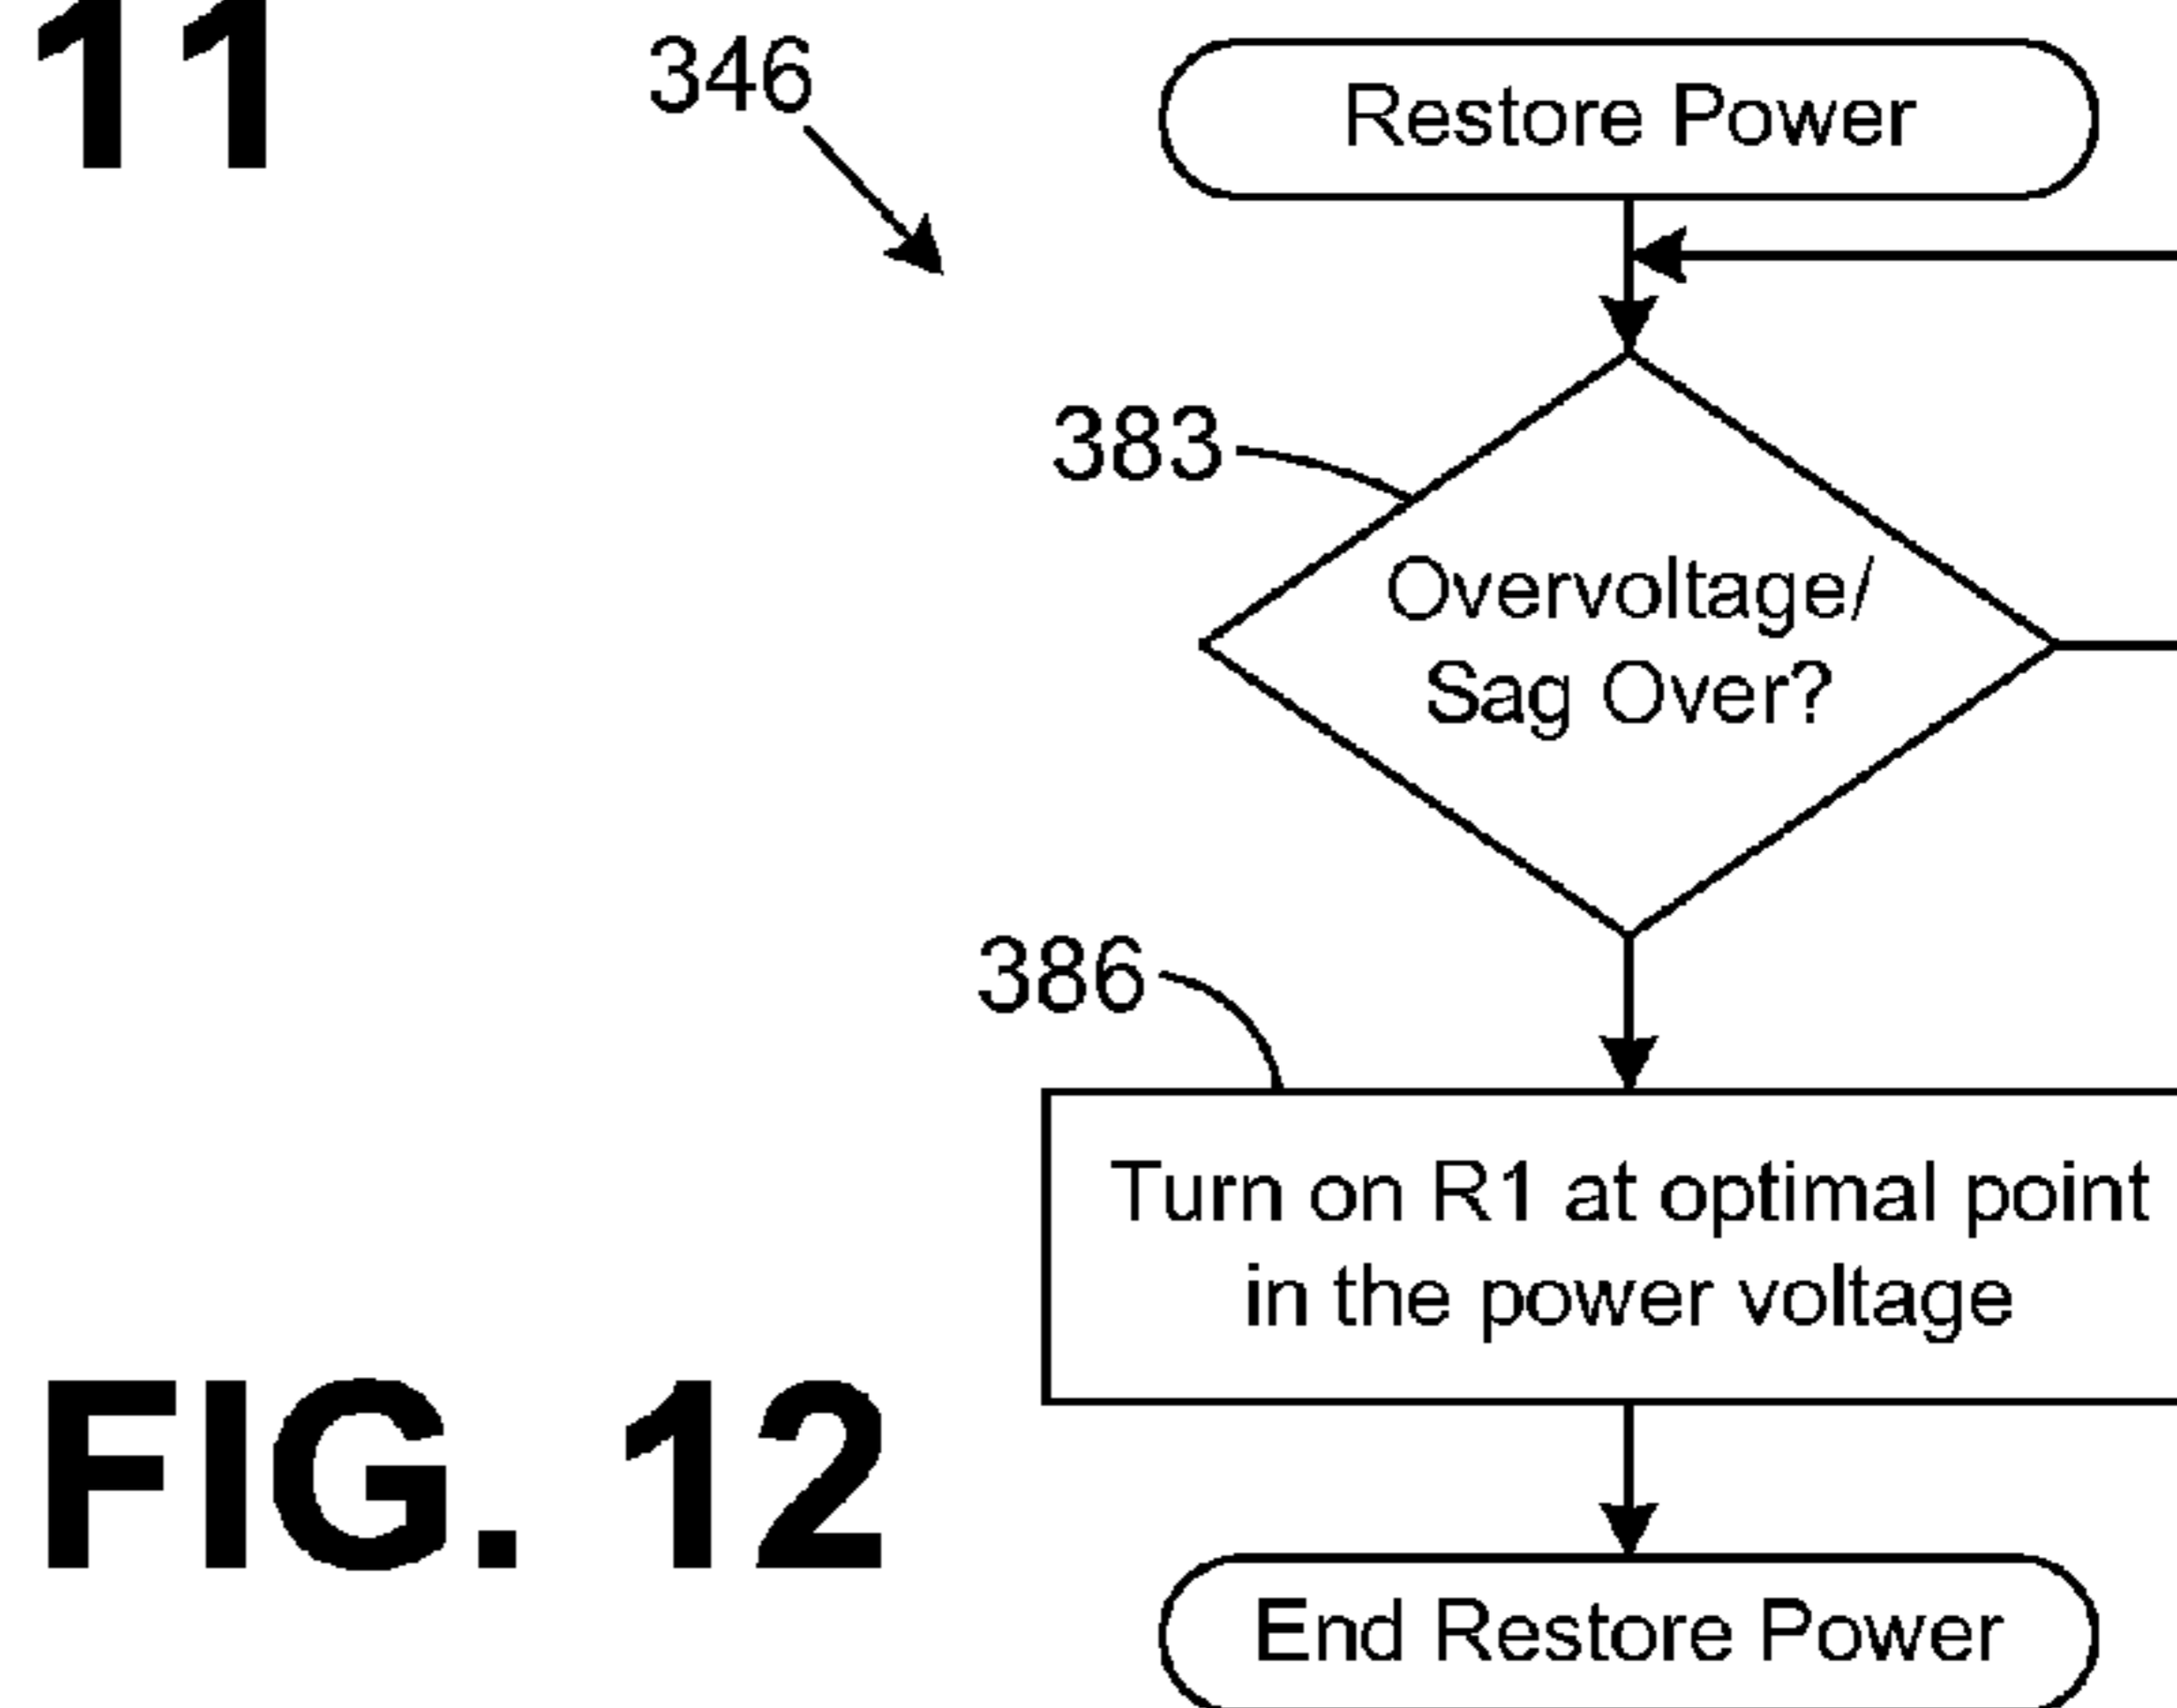 11
346
Restore Power
383
Overvoltage/
Sag Over?
386
Turn on R1 at optimal point
in the power voltage
FIG. 12
End Restore Power